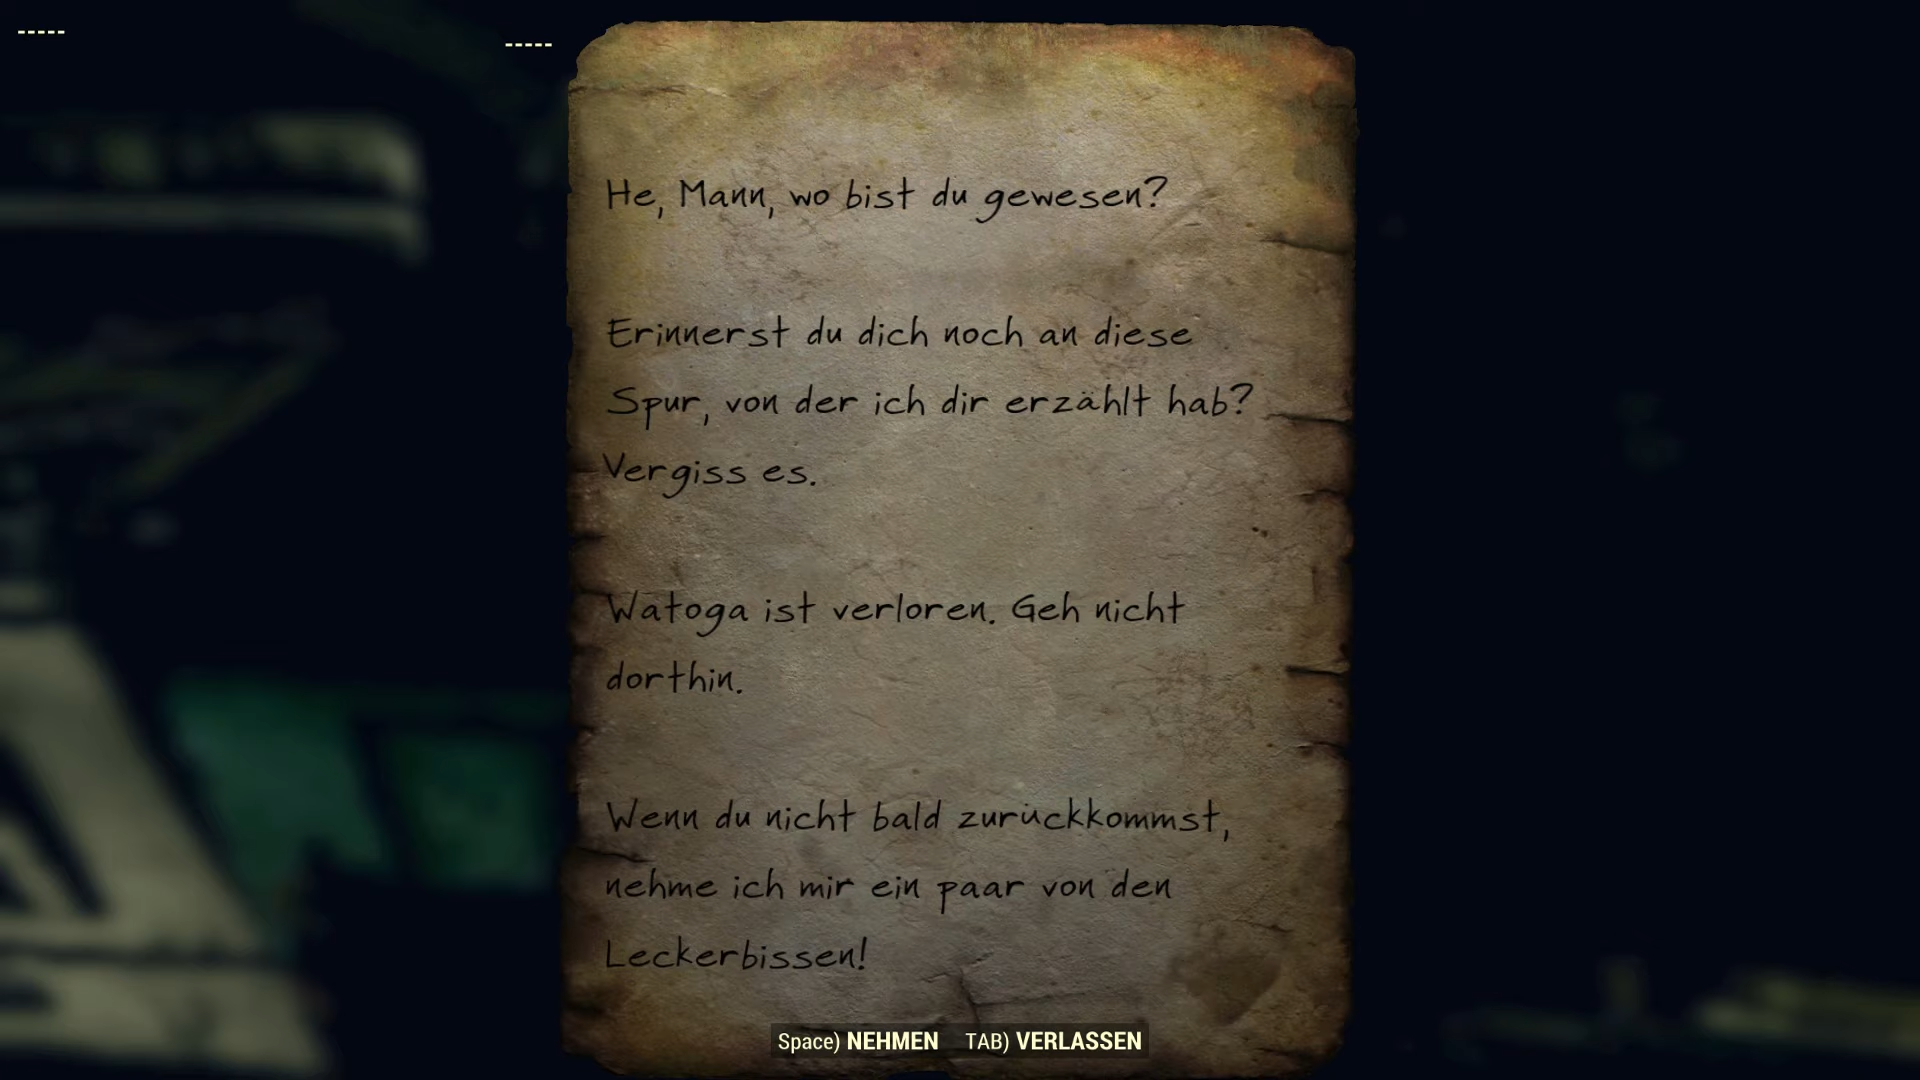 -----
-----
He, Mann, wo bist du gewesen?
Erinnerst du dich noch an diese
Spur, von der ich dir erzählt hab?
Vergiss es.
Watoga ist verloren. Geh nicht
dorthin.
Wenn du nicht bald zurückkommst,
nehme ich mir ein paar von den
Leckerbissen!
Space) NEHMEN TAB) VERLASSEN